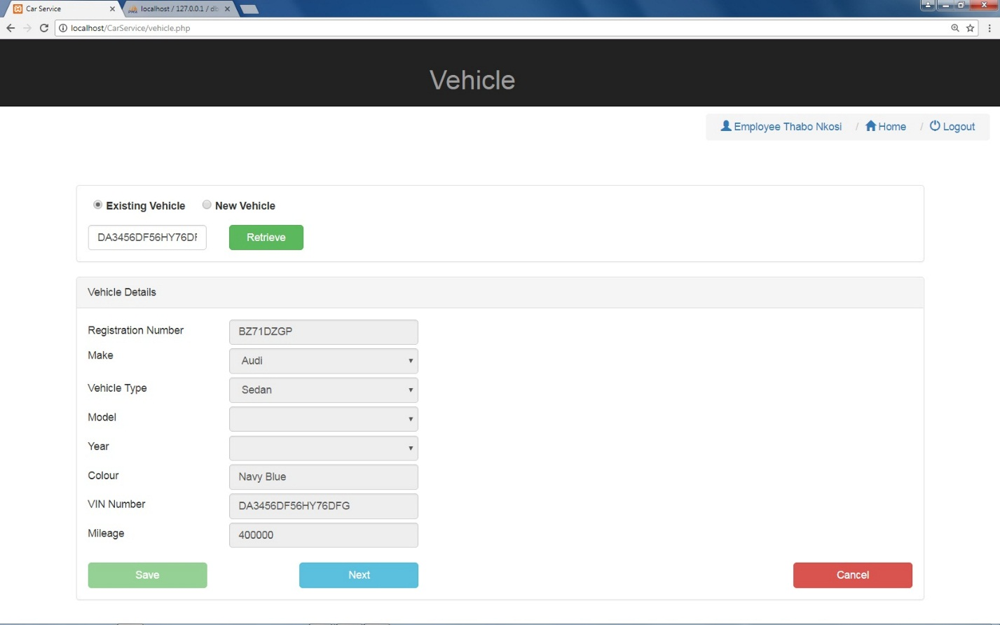 Car Service
localhost / 127.0.0.1 / db
localhost/CarService/vehicle.php
Vehicle
Employee Thabo Nkosi / Home / Logout
Existing Vehicle New Vehicle
DA3456DF56HY76DF Retrieve
Vehicle Details
Registration Number BZ71DZGP
Make Audi
Vehicle Type Sedan
Model
Year
Colour Navy Blue
VIN Number DA3456DF56HY76DFG
Mileage 400000
Save Next Cancel